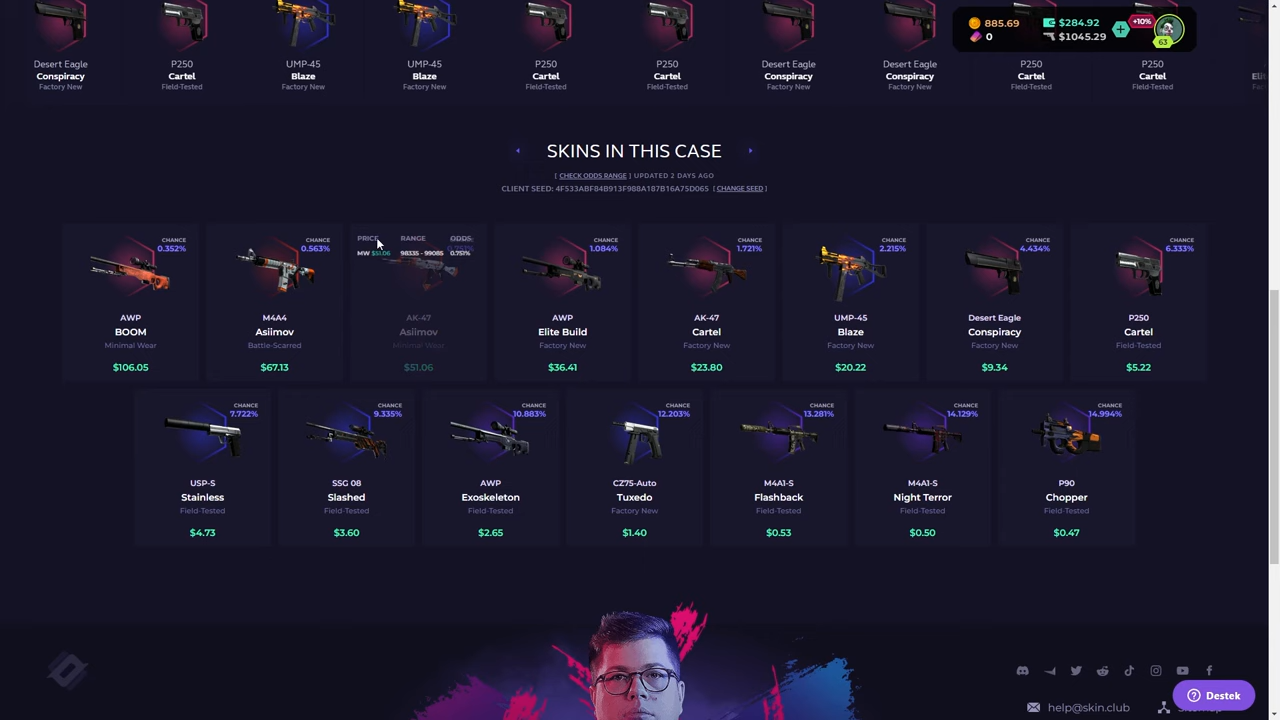 885.69
$284.92
+10%
0
$1045.29
63
Desert Eagle
Conspiracy
Factory New
P250
Cartel
Field-Tested
UMP-45
Blaze
Factory New
UMP-45
Blaze
Factory New
P250
Cartel
Field-Tested
P250
Cartel
Field-Tested
Desert Eagle
Conspiracy
Factory New
Desert Eagle
Conspiracy
Factory New
P250
Cartel
Field-Tested
P250
Cartel
Field-Tested
SKINS IN THIS CASE
[ CHECK ODDS RANGE ] UPDATED 2 DAYS AGO
CLIENT SEED: 4F533ABF84B913F988A187B16A75D065 [ CHANGE SEED ]
CHANCE
0.352%
AWP
BOOM
Minimal Wear
$106.05
CHANCE
0.563%
M4A4
Asiimov
Battle-Scarred
$67.13
PRICE RANGE ODDS
MW $51.06 98335 - 99085 0.751%
AK-47
Asiimov
Minimal Wear
$51.06
CHANCE
1.084%
AWP
Elite Build
Factory New
$36.41
CHANCE
1.721%
AK-47
Cartel
Factory New
$23.80
CHANCE
2.215%
UMP-45
Blaze
Factory New
$20.22
CHANCE
4.434%
Desert Eagle
Conspiracy
Factory New
$9.34
CHANCE
6.333%
P250
Cartel
Field-Tested
$5.22
CHANCE
7.722%
USP-S
Stainless
Field-Tested
$4.73
CHANCE
9.335%
SSG 08
Slashed
Field-Tested
$3.60
CHANCE
10.883%
AWP
Exoskeleton
Field-Tested
$2.65
CHANCE
12.203%
CZ75-Auto
Tuxedo
Factory New
$1.40
CHANCE
13.281%
M4A1-S
Flashback
Field-Tested
$0.53
CHANCE
14.129%
M4A1-S
Night Terror
Field-Tested
$0.50
CHANCE
14.994%
P90
Chopper
Field-Tested
$0.47
Destek
help@skin.club